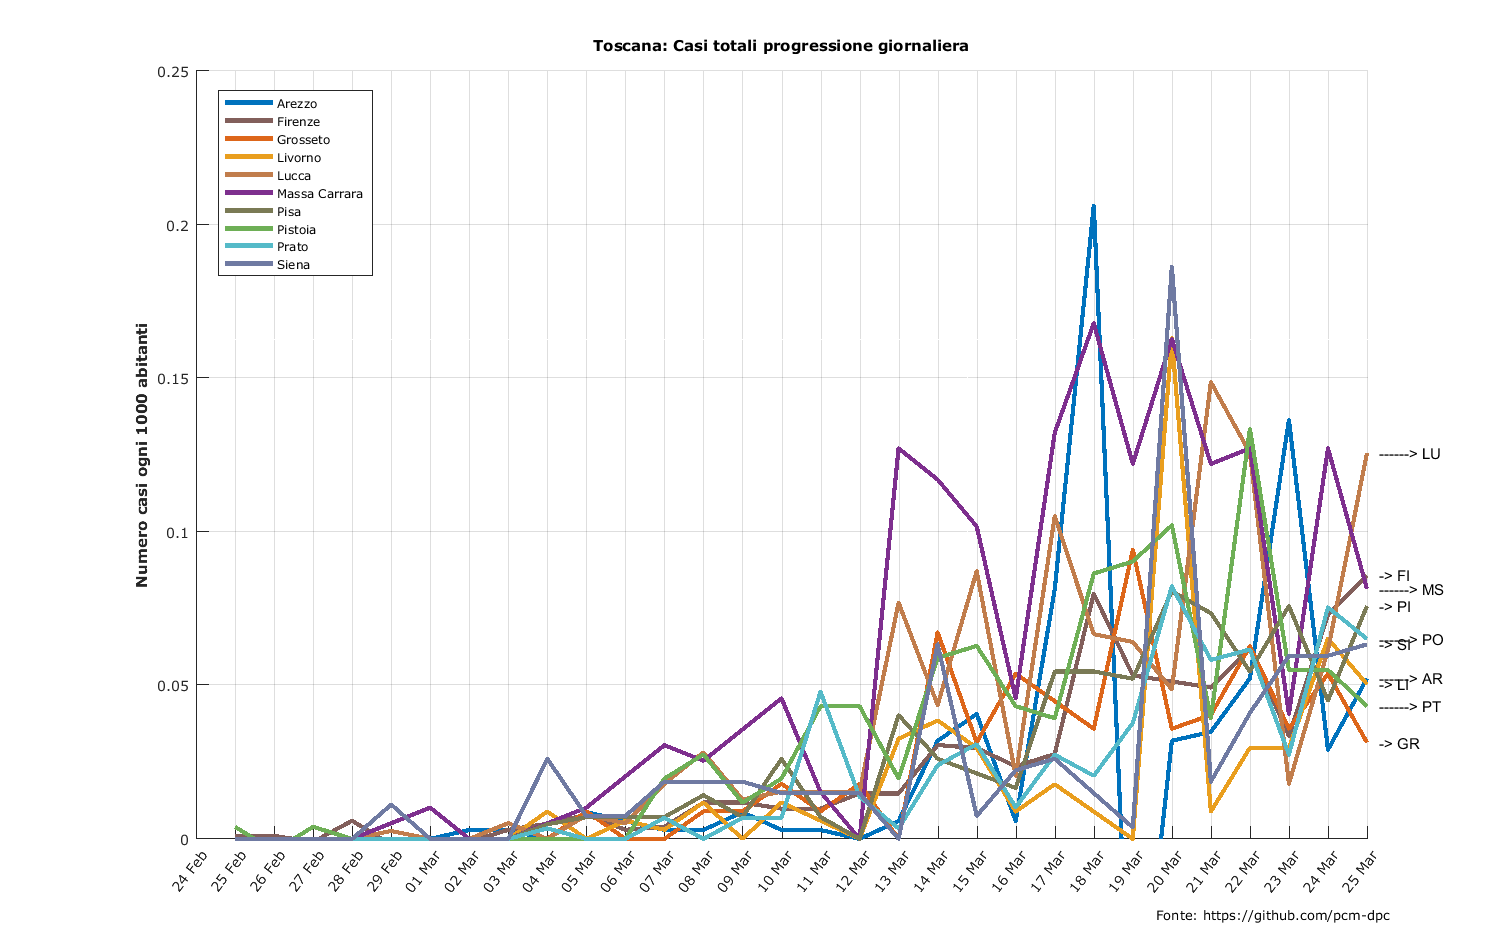 Toscana: Casi totali progressione giornaliera
Numero casi ogni 1000 abitanti
0.25
0.2
0.15
0.1
0.05
0
Arezzo
Firenze
Grosseto
Livorno
Lucca
Massa Carrara
Pisa
Pistoia
Prato
Siena
------> LU
-> FI
------> MS
-> PI
------> PO
-> SI
------> AR
-> LI
------> PT
-> GR
24 Feb
25 Feb
26 Feb
27 Feb
28 Feb
29 Feb
01 Mar
02 Mar
03 Mar
04 Mar
05 Mar
06 Mar
07 Mar
08 Mar
09 Mar
10 Mar
11 Mar
12 Mar
13 Mar
14 Mar
15 Mar
16 Mar
17 Mar
18 Mar
19 Mar
20 Mar
21 Mar
22 Mar
23 Mar
24 Mar
25 Mar
Fonte: https://github.com/pcm-dpc